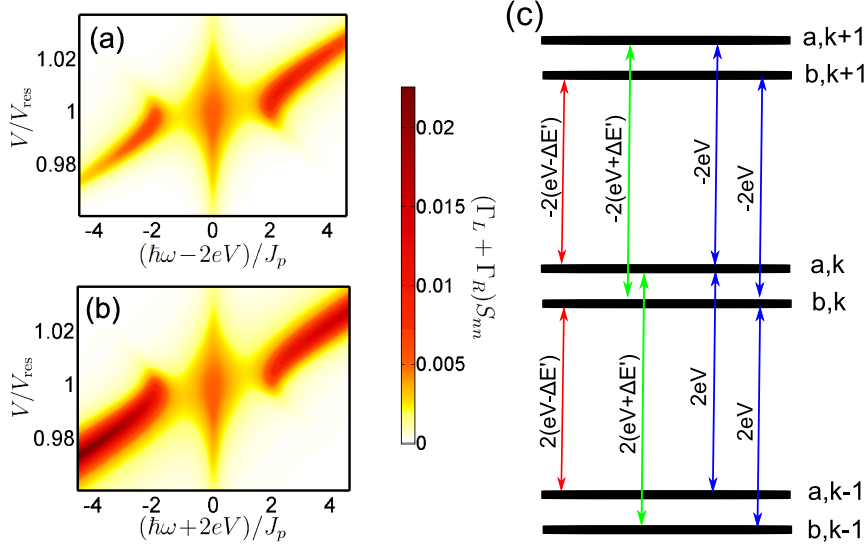 (a)
V/V_res
1.02
1
0.98
-4 -2 0 2 4
(ħω−2eV)/J_p
(b)
V/V_res
1.02
1
0.98
-4 -2 0 2 4
(ħω+2eV)/J_p
0.02
0.015
0.01
0.005
0
(Γ_L + Γ_R)S_nn
(c)
a,k+1
b,k+1
-2(eV-ΔE')
-2(eV+ΔE')
-2eV
-2eV
a,k
b,k
2(eV-ΔE')
2(eV+ΔE')
2eV
2eV
a,k-1
b,k-1